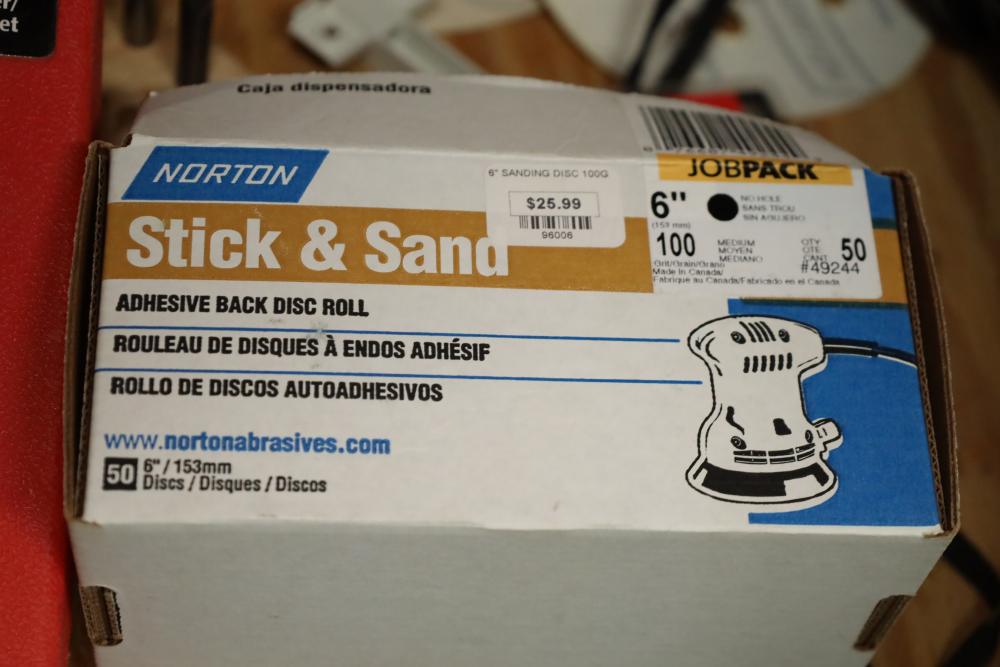 et
Caja dispensadora
NORTON
Stick & Sand
6" SANDING DISC 100G
$25.99
96006
JOBPACK
6"
(153 mm)
NO HOLE
SANS TROU
SIN AGUJERO
100
MEDIUM
MOYEN
MEDIANO
QTY
QTE
CANT
50
Grit/Grain/Grano
#49244
Made in Canada/
Fabriqué au Canada/Fabricado en el Canada
ADHESIVE BACK DISC ROLL
ROULEAU DE DISQUES À ENDOS ADHÉSIF
ROLLO DE DISCOS AUTOADHESIVOS
www.nortonabrasives.com
50 6" / 153mm
Discs / Disques / Discos